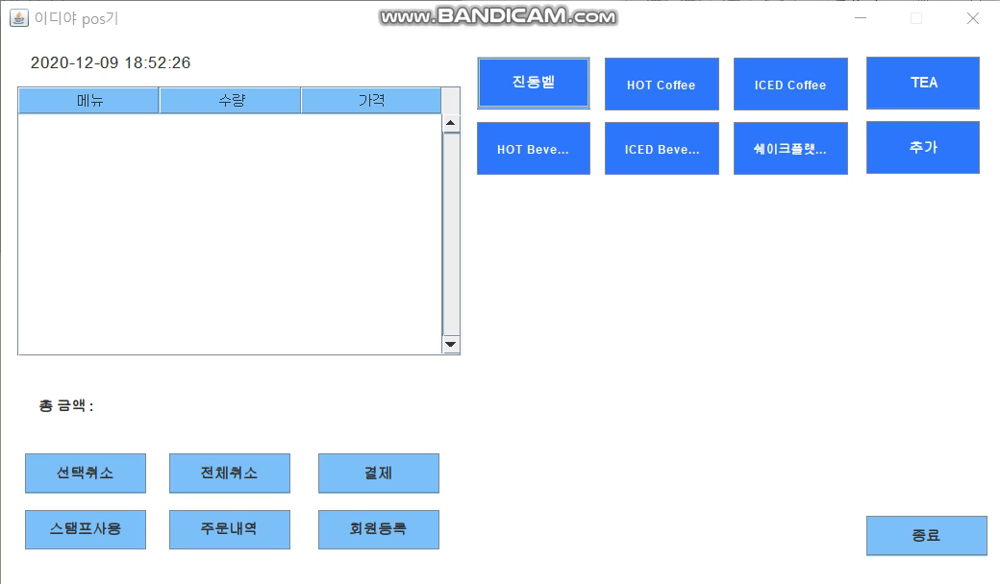 이디야 pos기
www.BANDICAM.com
2020-12-09 18:52:26
메뉴 수량 가격
진동벨 HOT Coffee ICED Coffee TEA
HOT Beve... ICED Beve... 쉐이크플랫... 추가
총 금액 :
선택취소 전체취소 결제
스탬프사용 주문내역 회원등록
종료